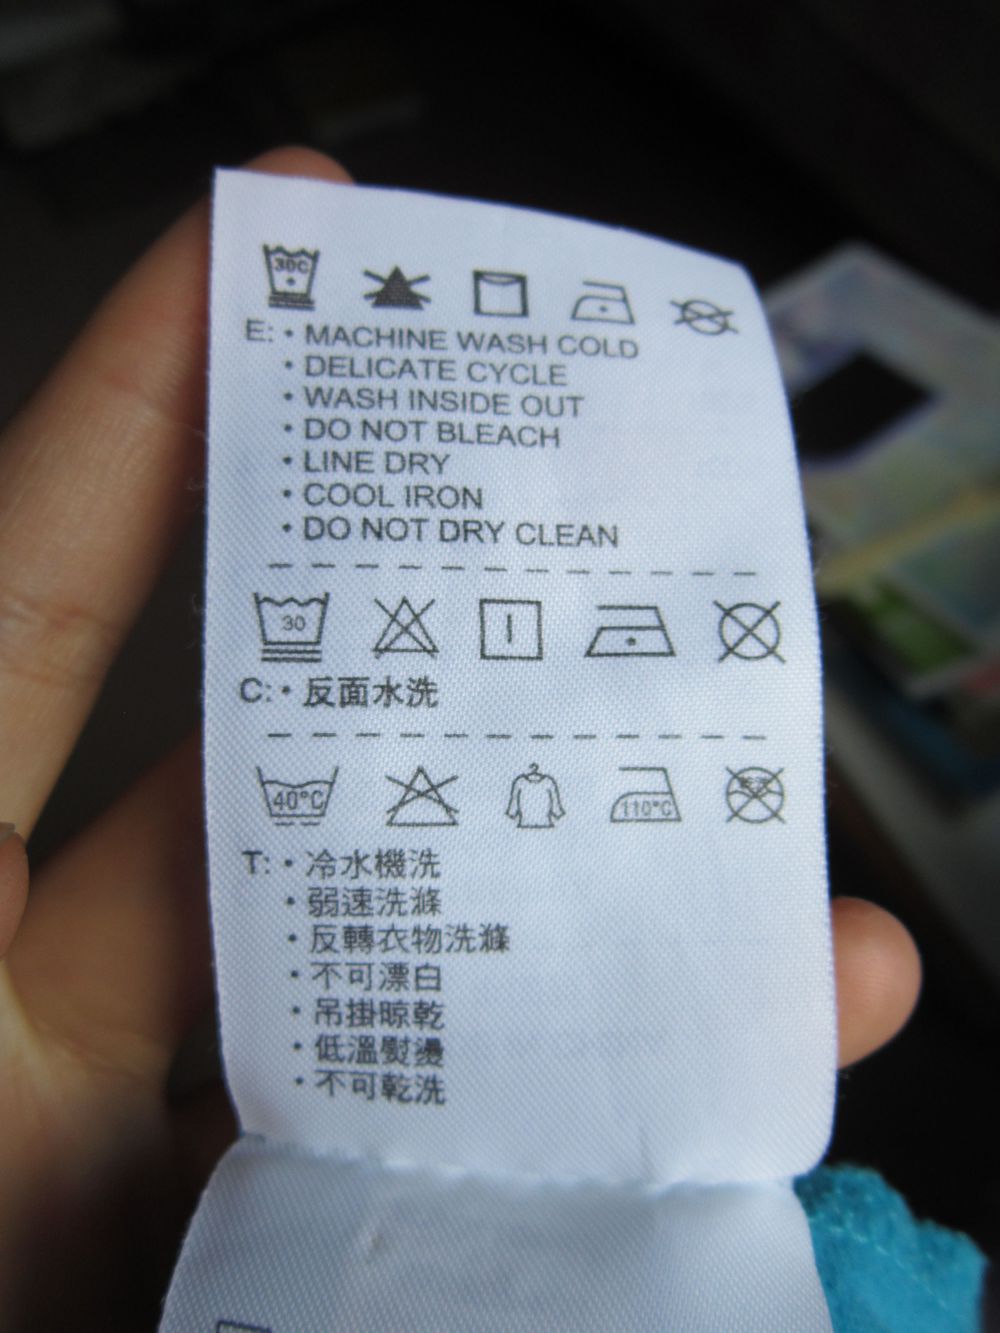 30C
E: • MACHINE WASH COLD
• DELICATE CYCLE
• WASH INSIDE OUT
• DO NOT BLEACH
• LINE DRY
• COOL IRON
• DO NOT DRY CLEAN
30
C: • 反面水洗
40°C 110°C
T: • 冷水機洗
• 弱速洗滌
• 反轉衣物洗滌
• 不可漂白
• 吊掛晾乾
• 低溫熨燙
• 不可乾洗